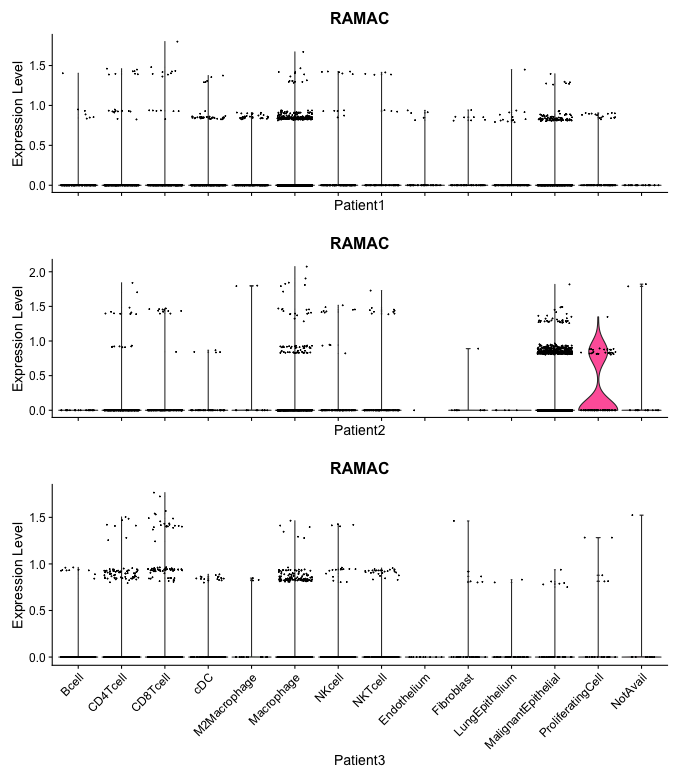 RAMAC
Expression Level
1.5
1.0
0.5
0.0
Patient1
RAMAC
Expression Level
2.0
1.5
1.0
0.5
0.0
Patient2
RAMAC
Expression Level
1.5
1.0
0.5
0.0
Bcell
CD4Tcell
CD8Tcell
cDC
M2Macrophage
Macrophage
NKcell
NKTcell
Endothelium
Fibroblast
LungEpithelium
MalignantEpithelial
ProliferatingCell
NotAvail
Patient3